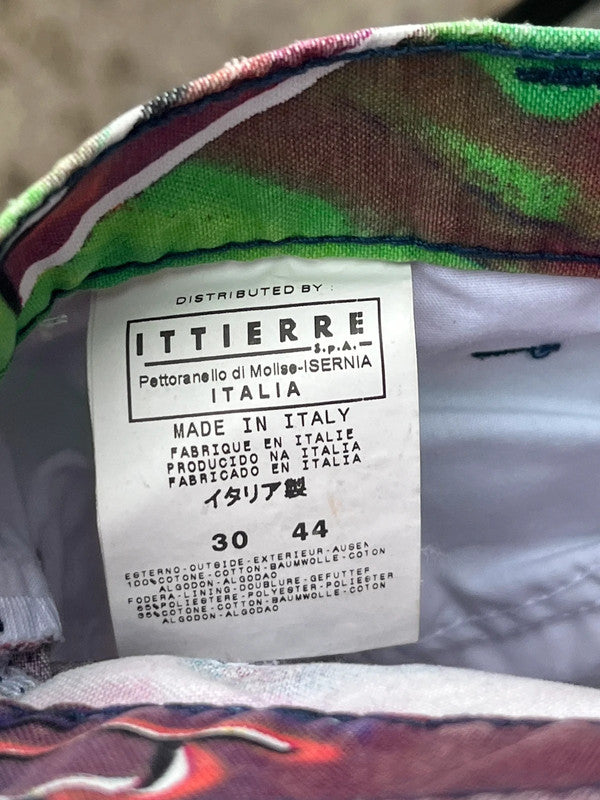 DISTRIBUTED BY :
ITTIERRE
S.p.A.
Pettoranello di Molise-ISERNIA
ITALIA
MADE IN ITALY
FABRIQUE EN ITALIE
PRODUCIDO NA ITALIA
FABRICADO EN ITALIA
イタリア製
30 44
ESTERNO-OUTSIDE-EXTERIEUR-AUSEN
100%COTONE-COTTON-BAUMWOLLE-COTON
ALGODON-ALGODAO
FODERA-LINING-DOUBLURE-GEFUTTEF
65%POLIESTERE-POLYESTER-POLIESTER
35%COTONE-COTTON-BAUMWOLLE-COTON
ALGODON-ALGODAO